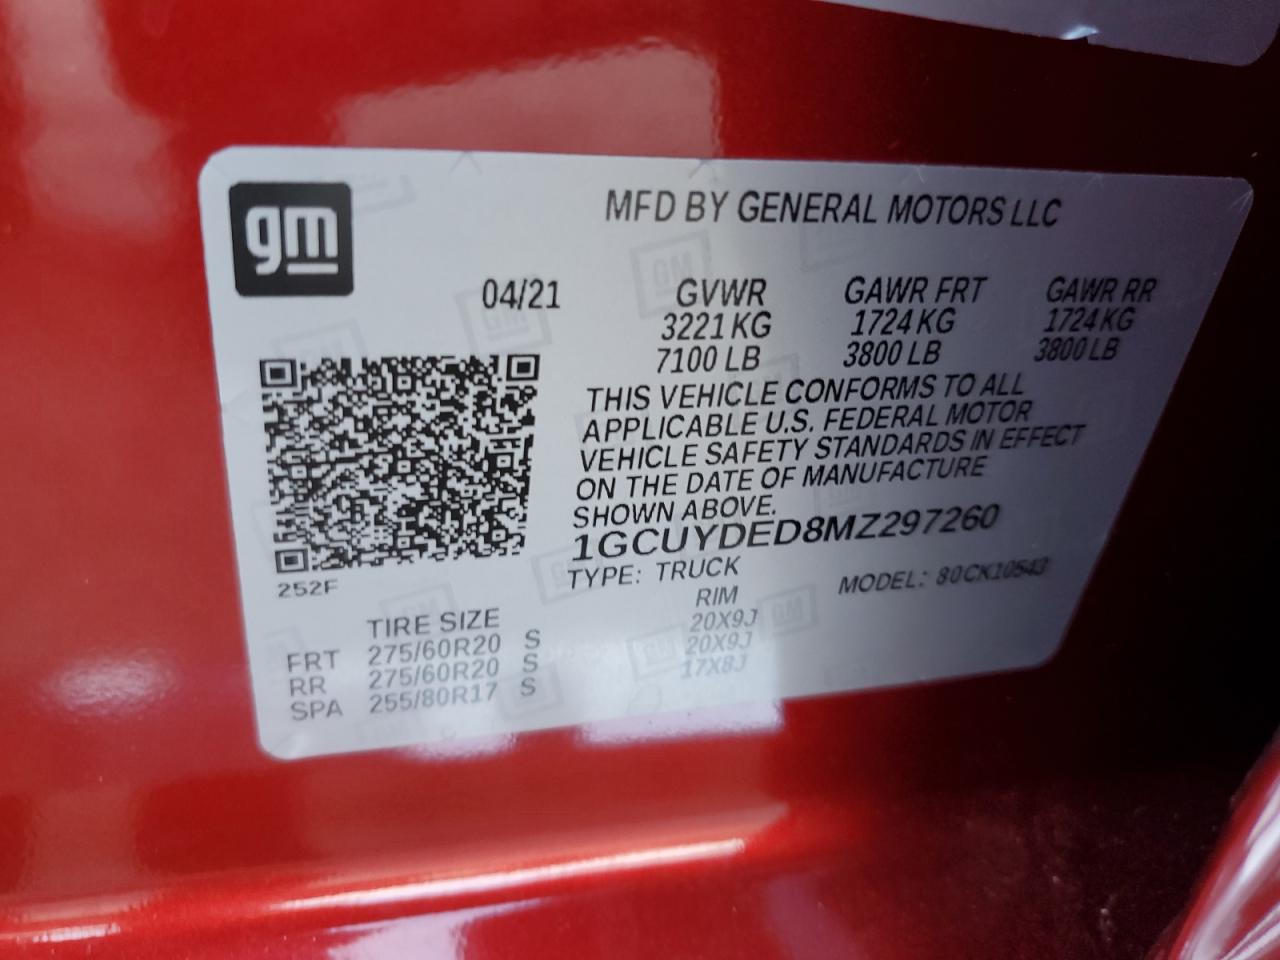 gm
MFD BY GENERAL MOTORS LLC
04/21 GVWR GAWR FRT GAWR RR
3221 KG 1724 KG 1724 KG
7100 LB 3800 LB 3800 LB
THIS VEHICLE CONFORMS TO ALL
APPLICABLE U.S. FEDERAL MOTOR
VEHICLE SAFETY STANDARDS IN EFFECT
ON THE DATE OF MANUFACTURE
SHOWN ABOVE.
1GCUYDED8MZ297260
252F
TYPE: TRUCK MODEL: 80CK10543
TIRE SIZE RIM
FRT 275/60R20 S 20X9J
RR 275/60R20 S 20X9J
SPA 255/80R17 S 17X8J